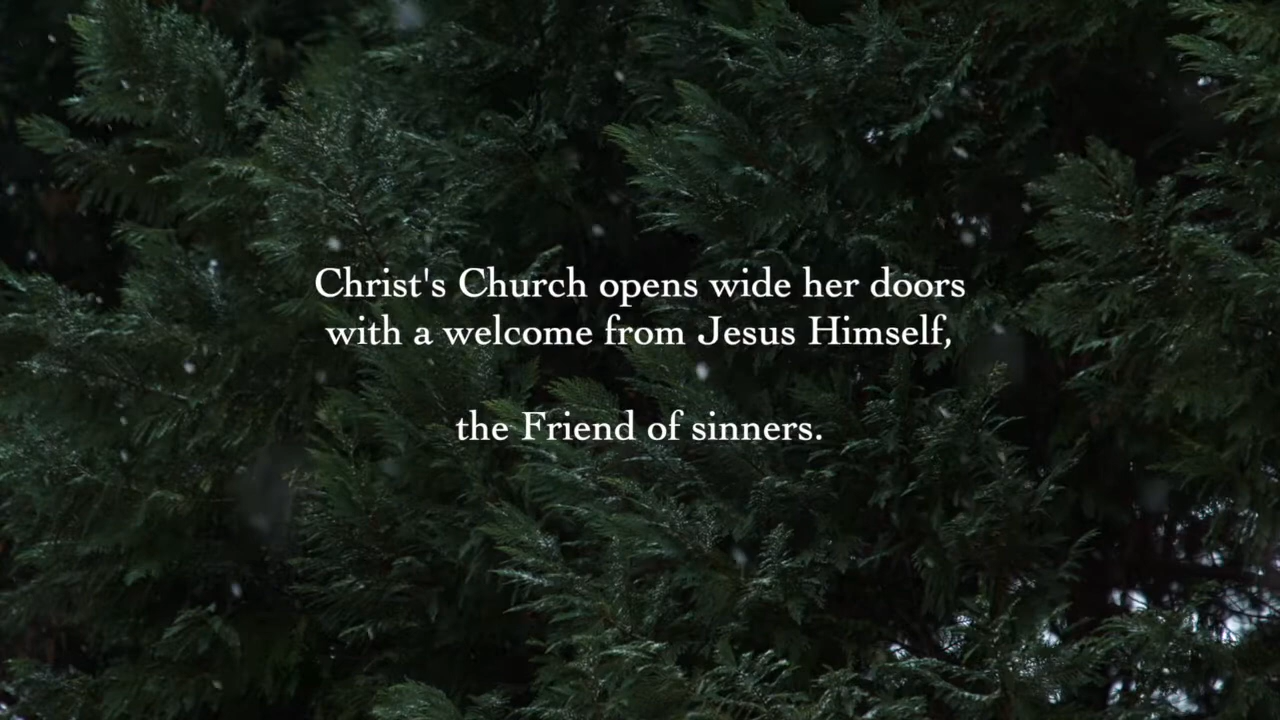 Christ's Church opens wide her doors
with a welcome from Jesus Himself,
the Friend of sinners.